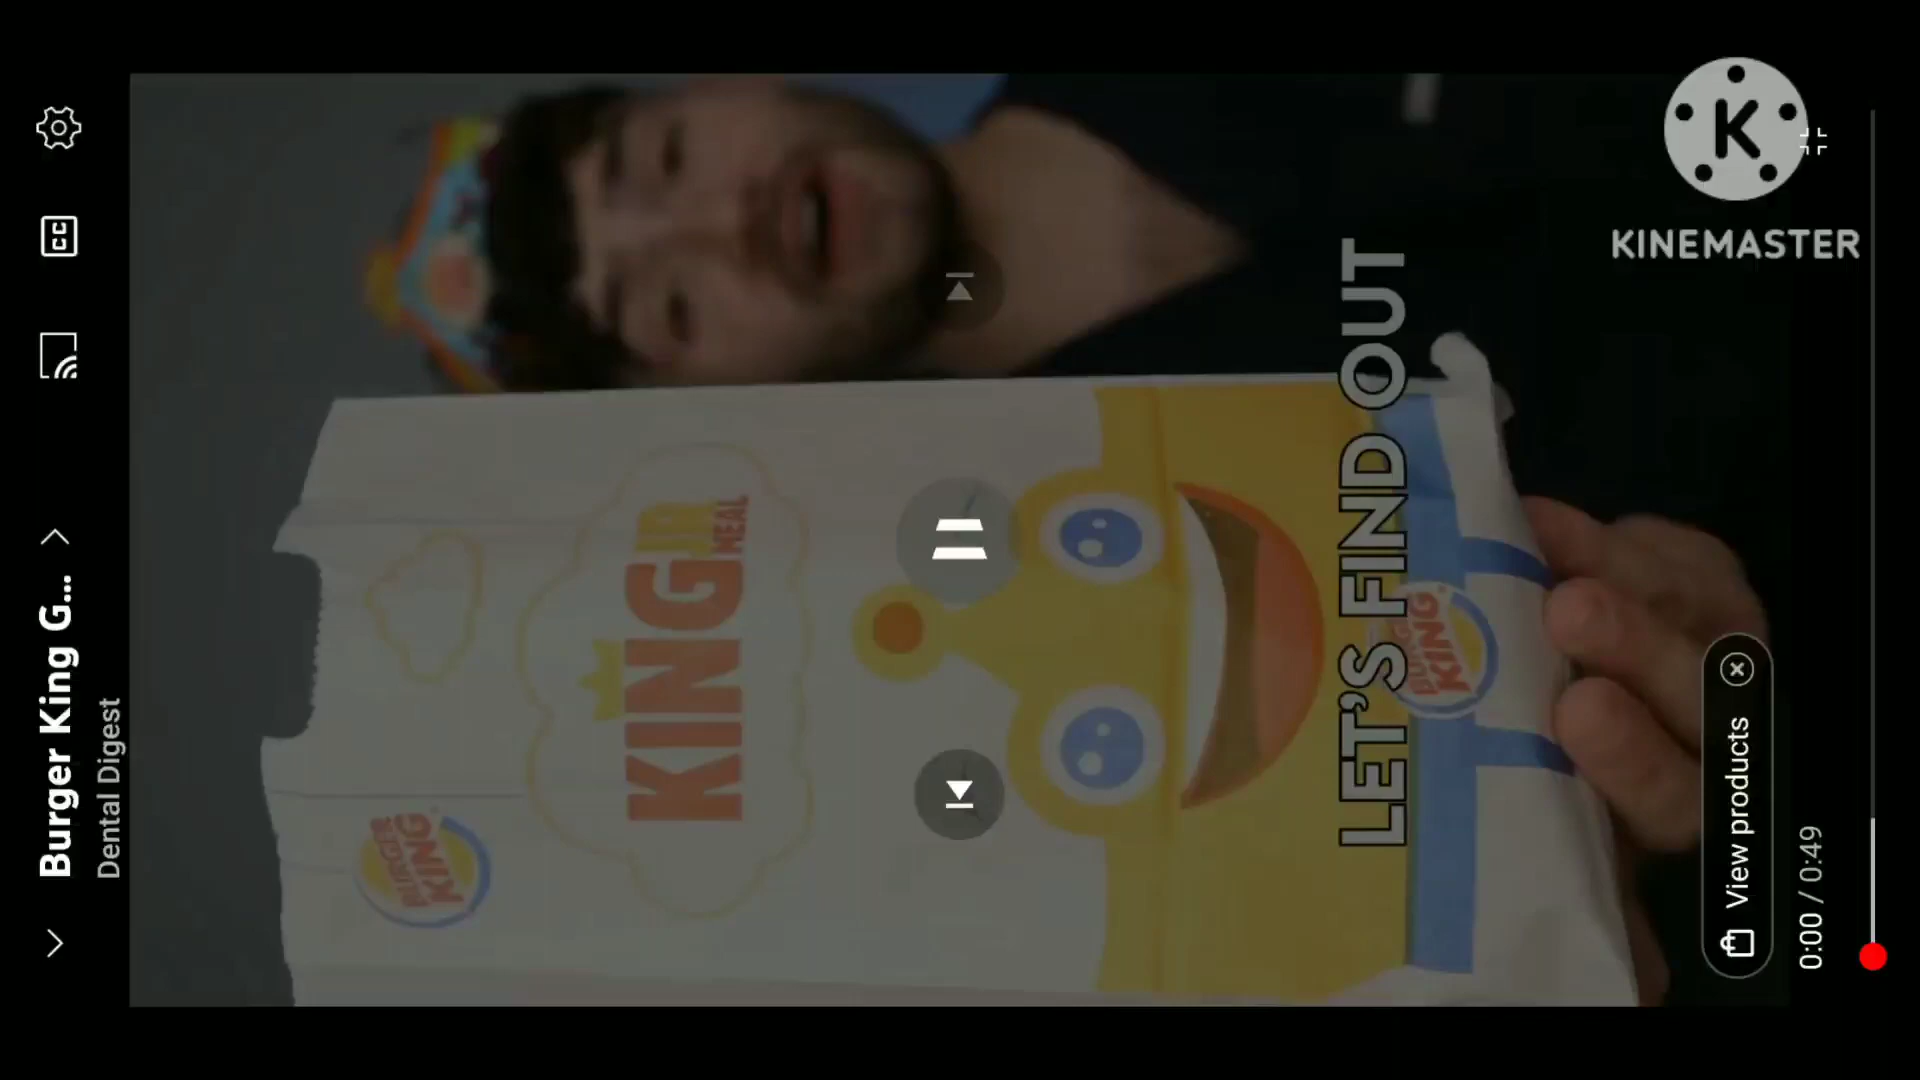 Burger King G...
Dental Digest
BURGER
KING
KING JR
MEAL
LET'S FIND OUT
BURGER
KING
View products
0:00 / 0:49
K
KINEMASTER
CC